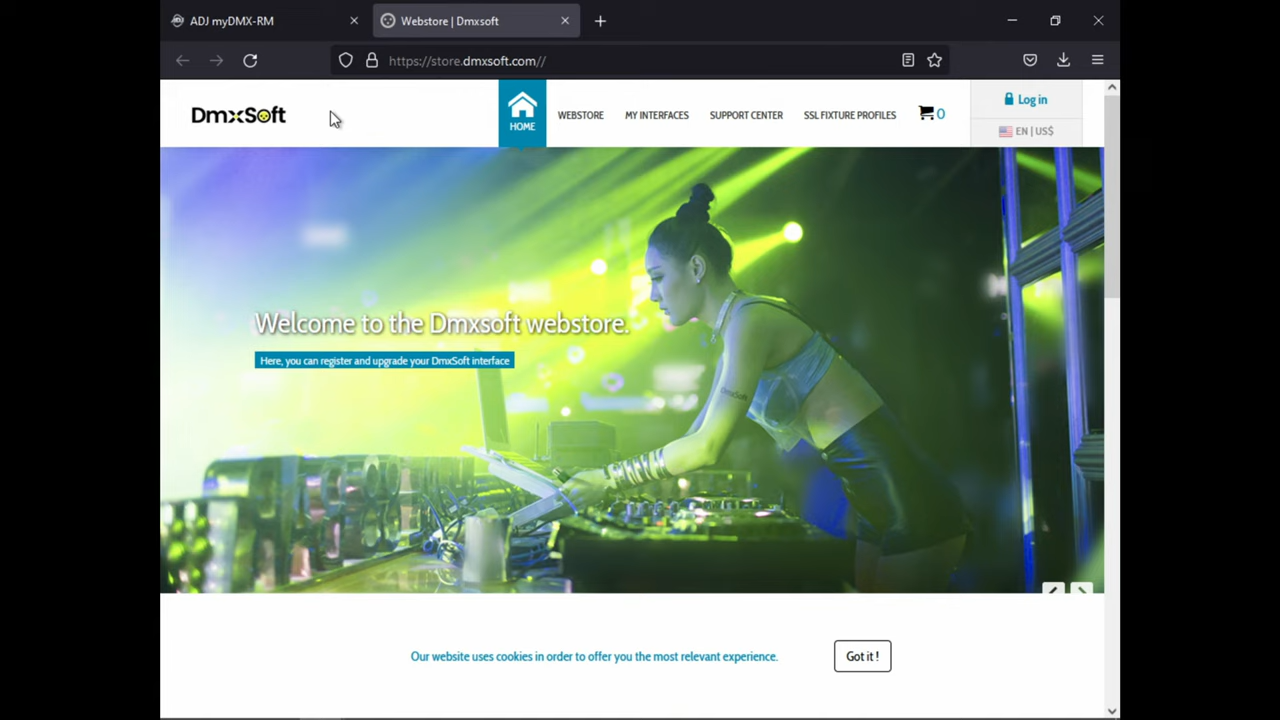 ADJ myDMX-RM
Webstore | Dmxsoft
https://store.dmxsoft.com//
DmxSoft
HOME
WEBSTORE
MY INTERFACES
SUPPORT CENTER
SSL FIXTURE PROFILES
0
Log in
EN | US$
Welcome to the Dmxsoft webstore.
Here, you can register and upgrade your DmxSoft interface
DmxSoft
Our website uses cookies in order to offer you the most relevant experience.
Got it !